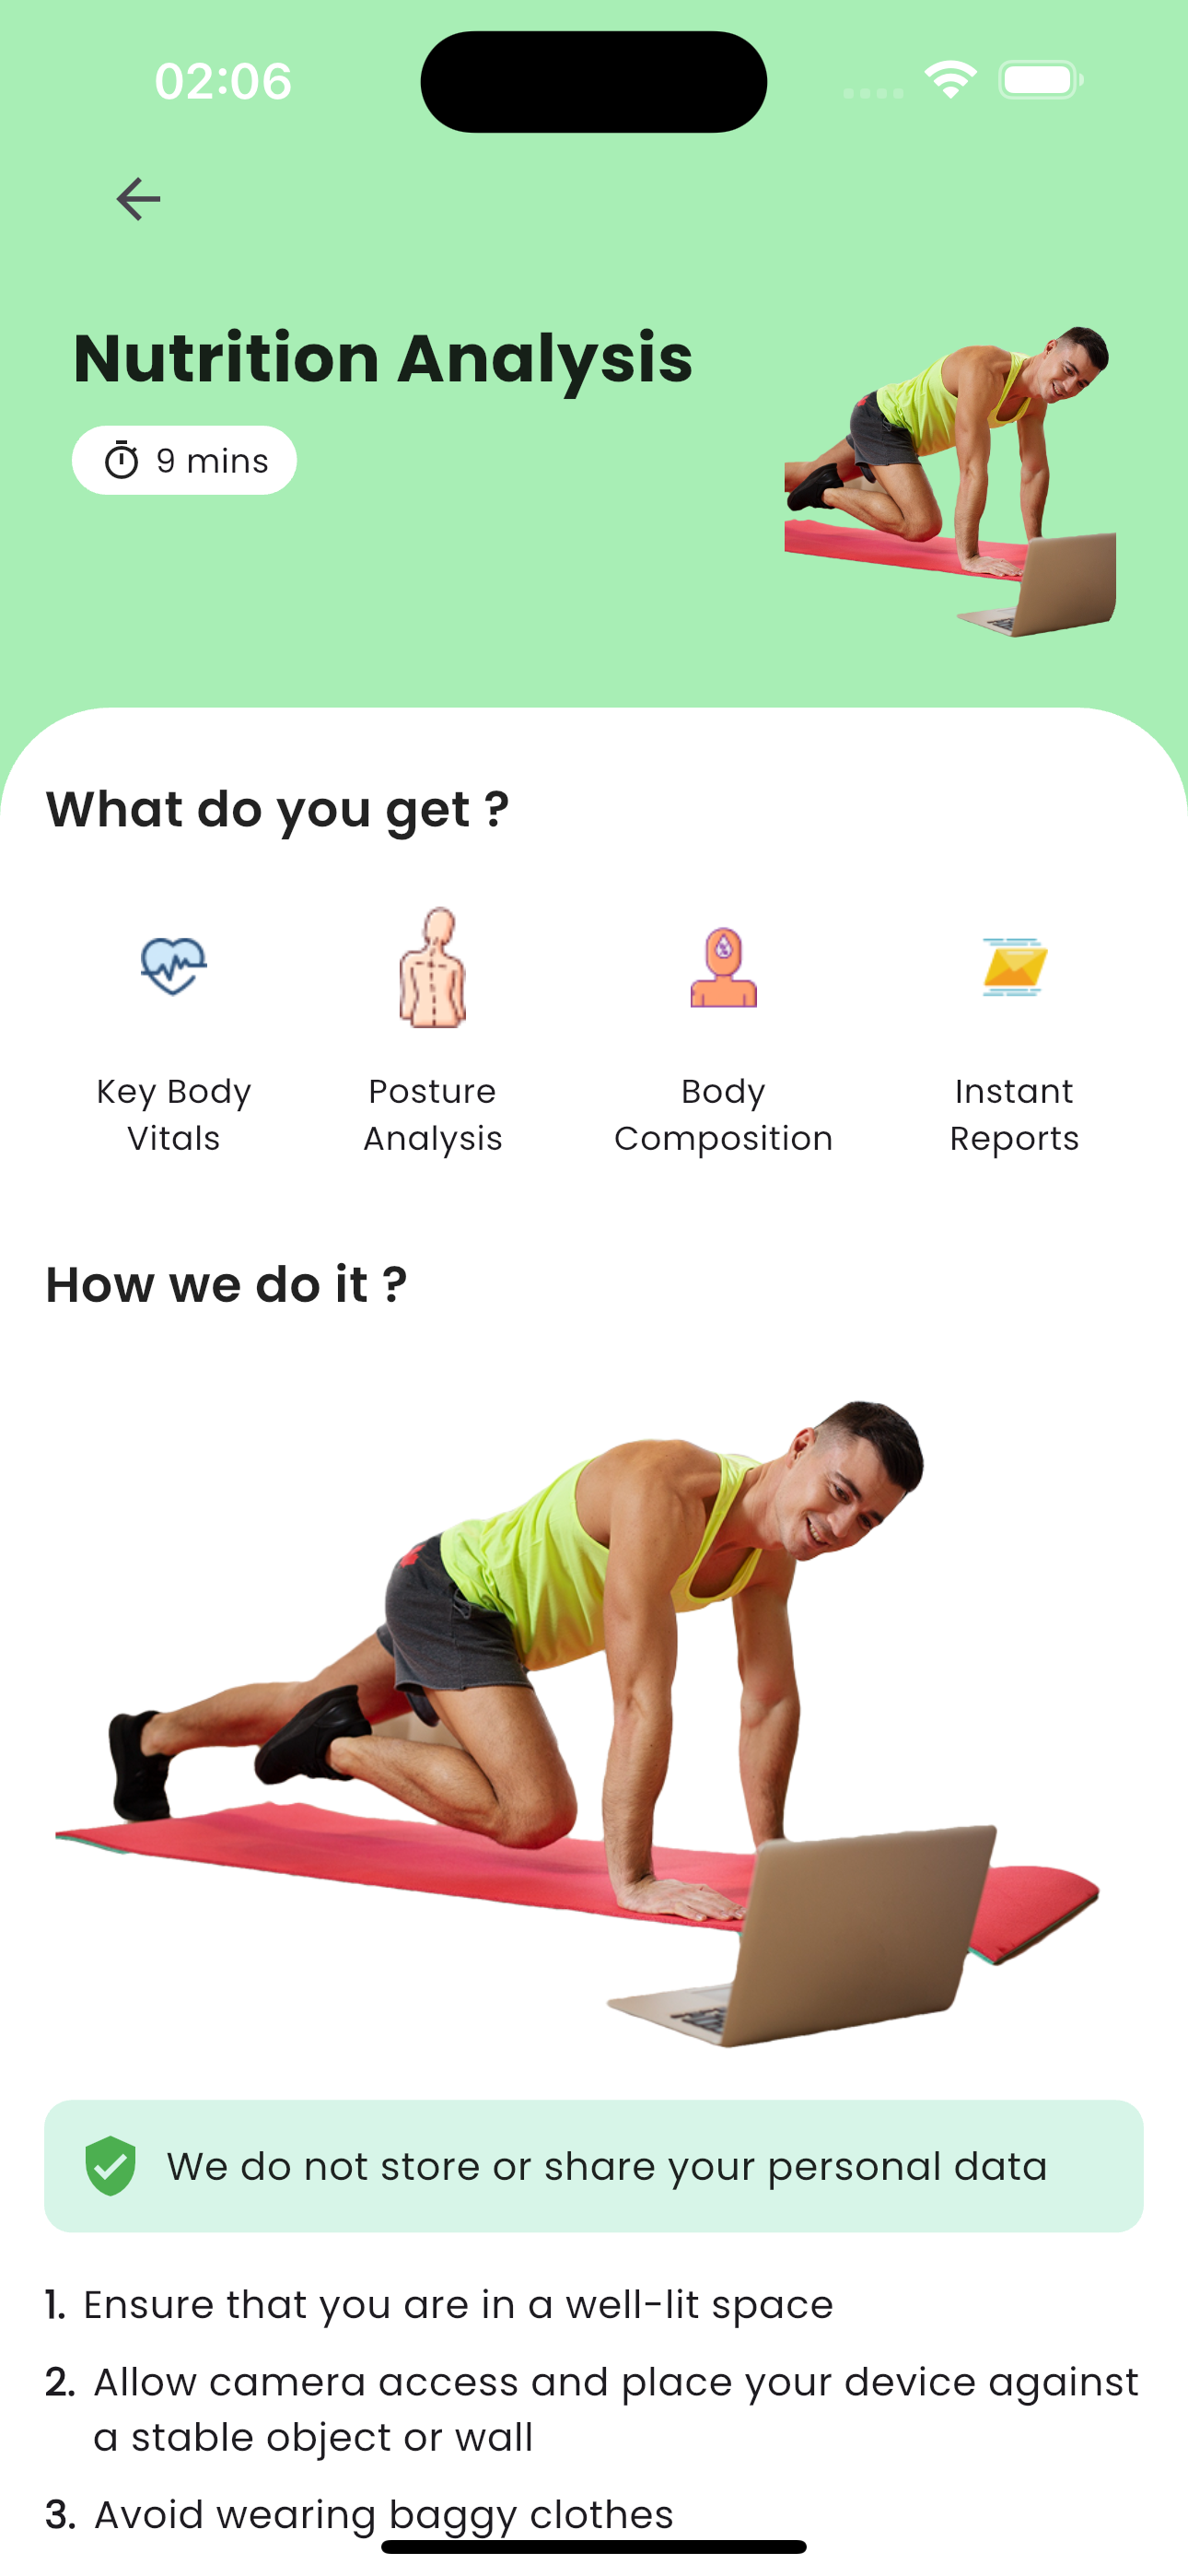 02:06
Nutrition Analysis
9 mins
What do you get ?
Key Body
Vitals
Posture
Analysis
Body
Composition
Instant
Reports
How we do it ?
We do not store or share your personal data
1. Ensure that you are in a well-lit space
2. Allow camera access and place your device against
a stable object or wall
3. Avoid wearing baggy clothes